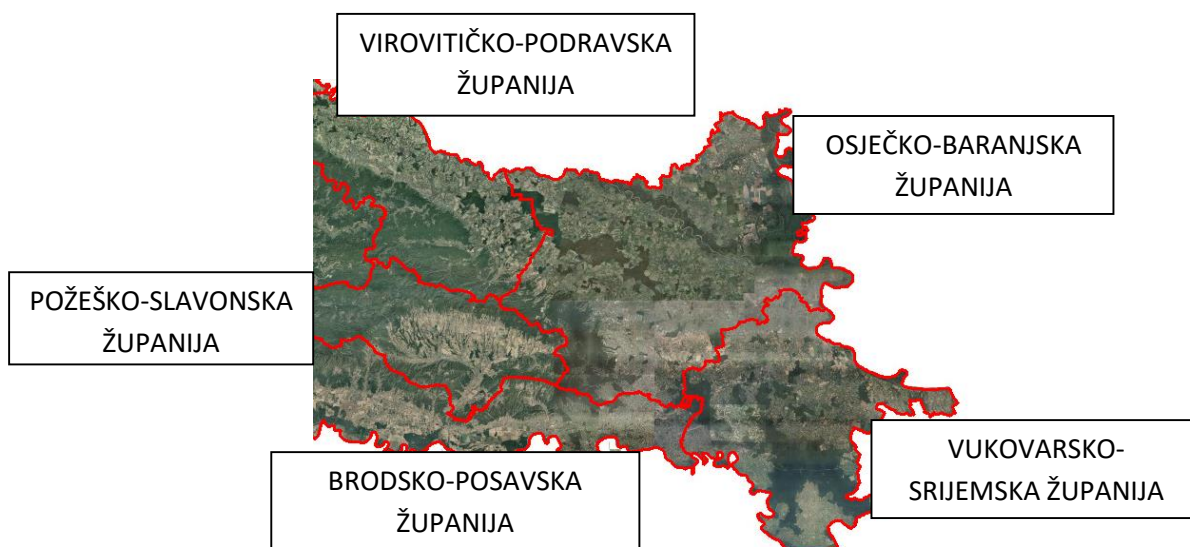 VIROVITIČKO-PODRAVSKA
ŽUPANIJA
OSJEČKO-BARANJSKA
ŽUPANIJA
POŽEŠKO-SLAVONSKA
ŽUPANIJA
BRODSKO-POSAVSKA
ŽUPANIJA
VUKOVARSKO-
SRIJEMSKA ŽUPANIJA